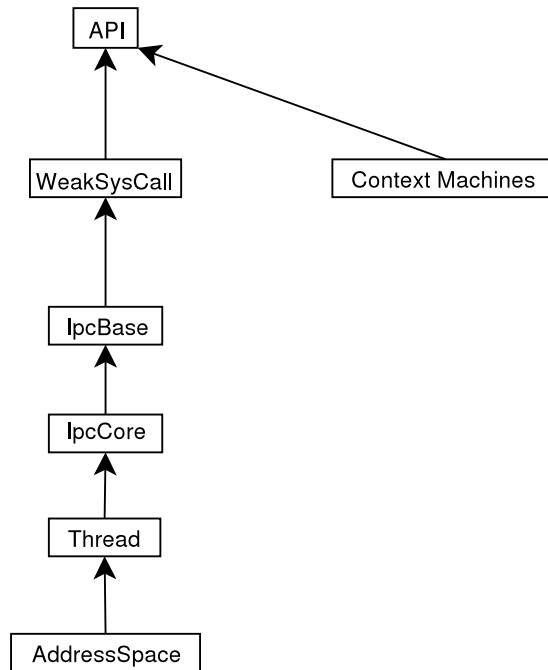 API
WeakSysCall
Context Machines
IpcBase
IpcCore
Thread
AddressSpace